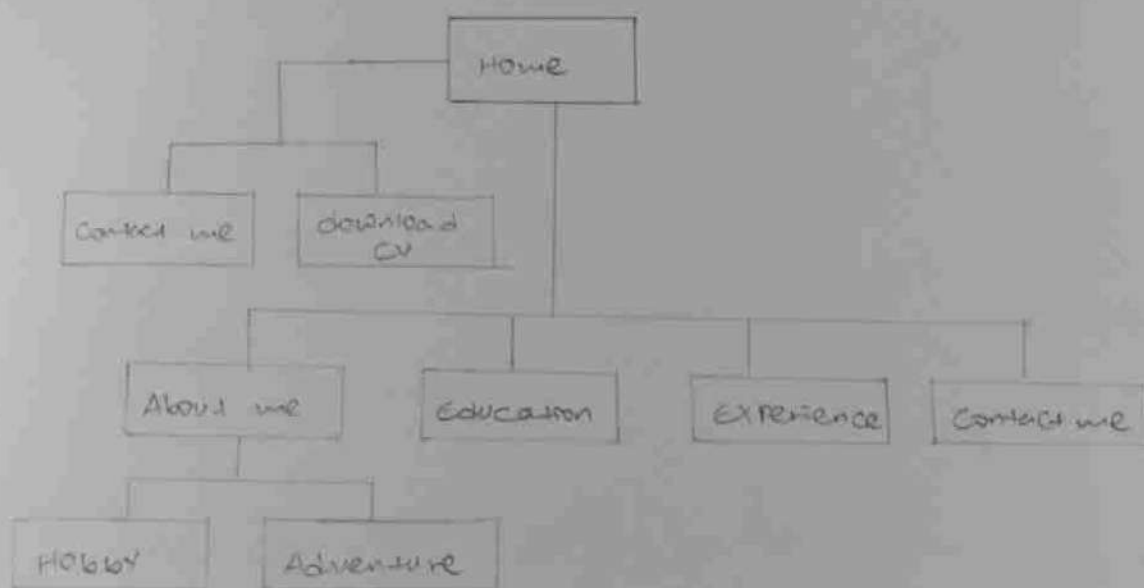 Home
Contact me
download
CV
About me
Education
Experience
Contact me
Hobby
Adventure